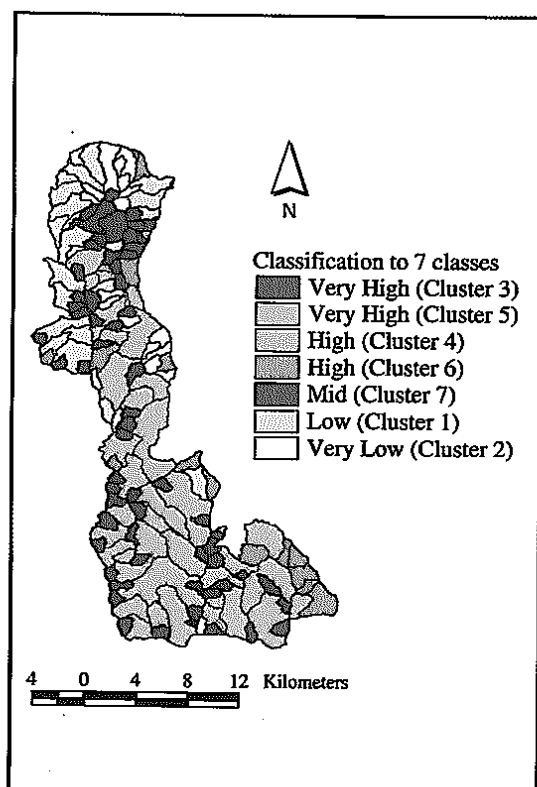 N
Classification to 7 classes
Very High (Cluster 3)
Very High (Cluster 5)
High (Cluster 4)
High (Cluster 6)
Mid (Cluster 7)
Low (Cluster 1)
Very Low (Cluster 2)
4 0 4 8 12 Kilometers